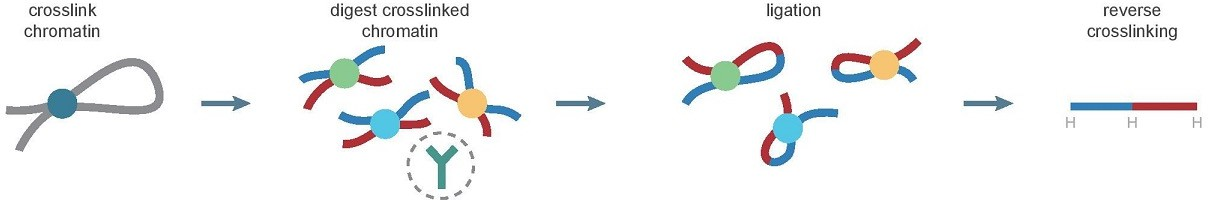 crosslink
chromatin
digest crosslinked
chromatin
ligation
reverse
crosslinking
H H H